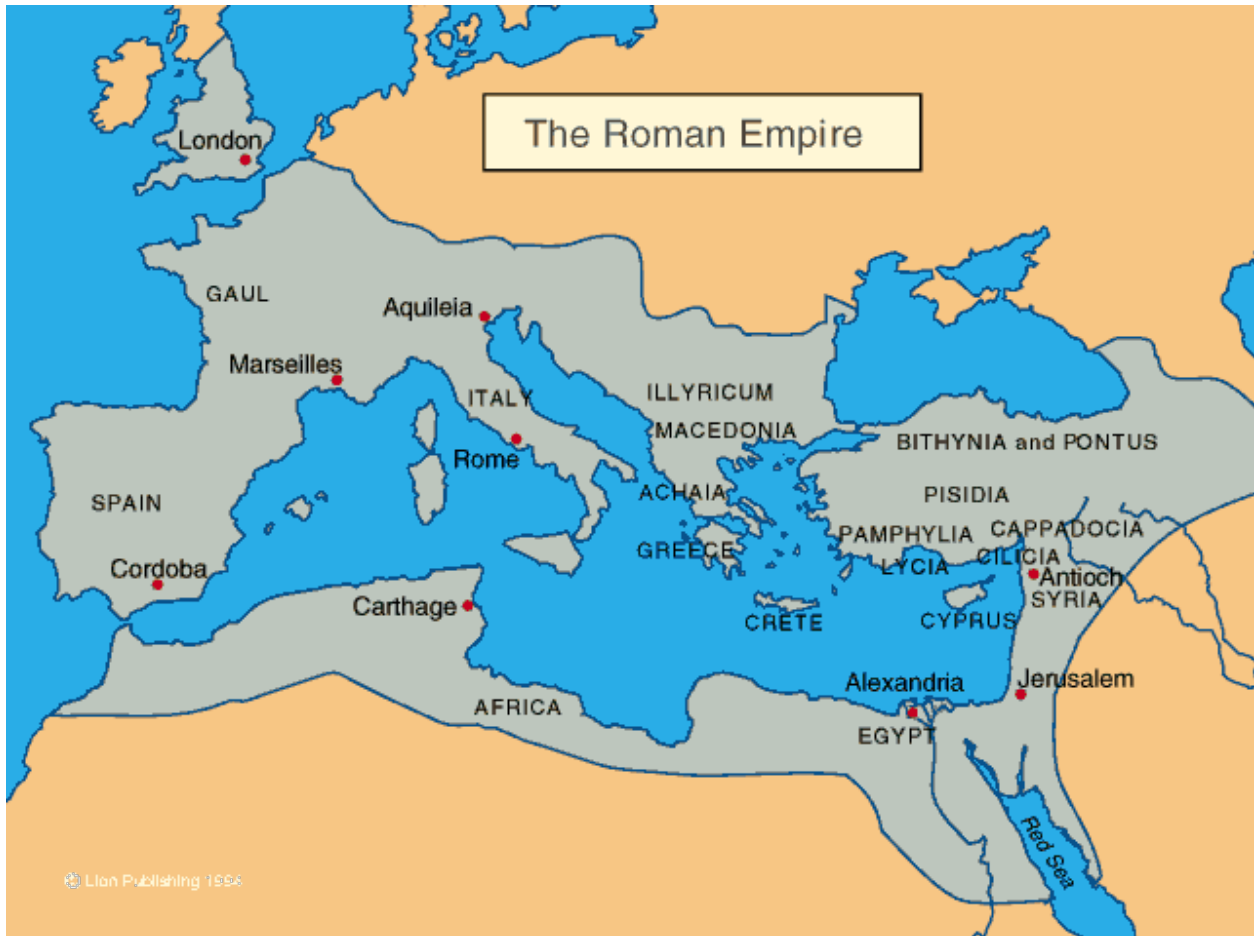 London
The Roman Empire
GAUL
Aquileia
Marseilles
ITALY
ILLYRICUM
MACEDONIA
BITHYNIA and PONTUS
Rome
SPAIN
ACHAIA
PISIDIA
GREECE
PAMPHYLIA
CAPPADOCIA
CILICIA
LYCIA
Cordoba
Antioch
SYRIA
Carthage
CRETE
CYPRUS
Alexandria
Jerusalem
AFRICA
EGYPT
Red Sea
© Lion Publishing 1994